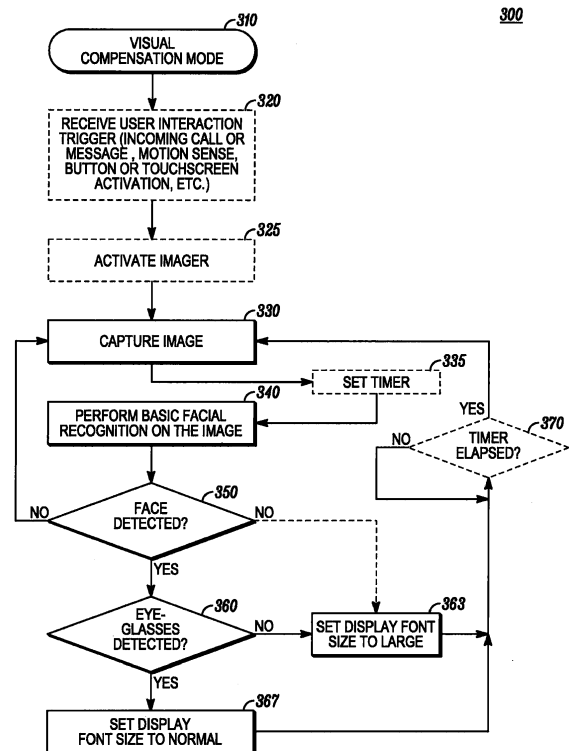 300
310
VISUAL
COMPENSATION MODE
320
RECEIVE USER INTERACTION
TRIGGER (INCOMING CALL OR
MESSAGE , MOTION SENSE,
BUTTON OR TOUCHSCREEN
ACTIVATION, ETC.)
325
ACTIVATE IMAGER
330
CAPTURE IMAGE
335
SET TIMER
340
PERFORM BASIC FACIAL
RECOGNITION ON THE IMAGE
YES
370
NO
TIMER
ELAPSED?
350
FACE
DETECTED?
NO
NO
YES
360
EYE-
GLASSES
DETECTED?
NO
363
SET DISPLAY FONT
SIZE TO LARGE
YES
367
SET DISPLAY
FONT SIZE TO NORMAL